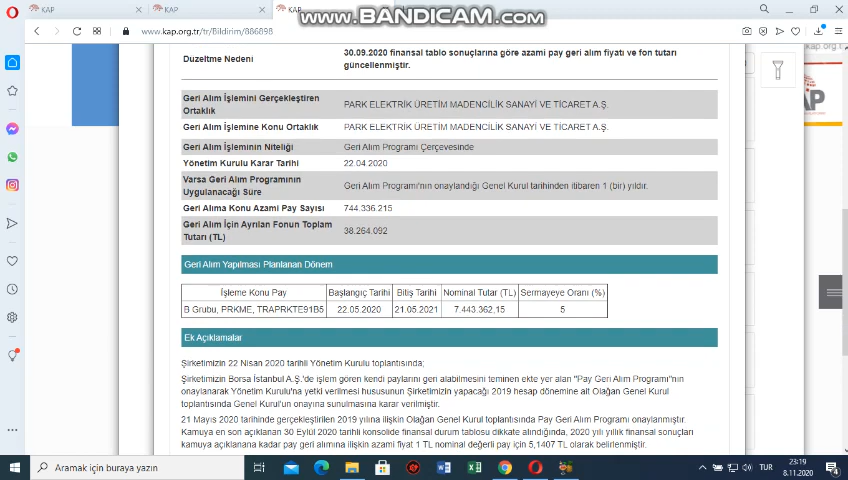 KAP
KAP
KAP
www.BANDICAM.com
www.kap.org.tr/tr/Bildirim/886898
Düzeltme Nedeni
30.09.2020 finansal tablo sonuçlarına göre azami pay geri alım fiyatı ve fon tutarı
güncellenmiştir.
Geri Alım İşlemini Gerçekleştiren
Ortaklık
PARK ELEKTRİK ÜRETİM MADENCİLİK SANAYİ VE TİCARET A.Ş.
Geri Alım İşlemine Konu Ortaklık
PARK ELEKTRİK ÜRETİM MADENCİLİK SANAYİ VE TİCARET A.Ş.
Geri Alım İşleminin Niteliği
Geri Alım Programı Çerçevesinde
Yönetim Kurulu Karar Tarihi
22.04.2020
Varsa Geri Alım Programının
Uygulanacağı Süre
Geri Alım Programı'nın onaylandığı Genel Kurul tarihinden itibaren 1 (bir) yıldır.
Geri Alıma Konu Azami Pay Sayısı
744.336.215
Geri Alım İçin Ayrılan Fonun Toplam
Tutarı (TL)
38.264.092
Geri Alım Yapılması Planlanan Dönem
İşleme Konu Pay Başlangıç Tarihi Bitiş Tarihi Nominal Tutar (TL) Sermayeye Oranı (%)
B Grubu, PRKME, TRAPRKTE91B5 22.05.2020 21.05.2021 7.443.362,15 5
Ek Açıklamalar
Şirketimizin 22 Nisan 2020 tarihli Yönetim Kurulu toplantısında;
Şirketimizin Borsa İstanbul A.Ş.'de işlem gören kendi paylarını geri alabilmesini teminen ekte yer alan "Pay Geri Alım Programı"nın
onaylanarak Yönetim Kurulu'na yetki verilmesi hususunun Şirketimizin yapacağı 2019 hesap dönemine ait Olağan Genel Kurul
toplantısında Genel Kurul'un onayına sunulmasına karar verilmiştir.
21 Mayıs 2020 tarihinde gerçekleştirilen 2019 yılına ilişkin Olağan Genel Kurul toplantısında Pay Geri Alım Programı onaylanmıştır.
Kamuya en son açıklanan 30 Eylül 2020 tarihli konsolide finansal durum tablosu dikkate alındığında, 2020 yılı yıllık finansal sonuçları
kamuya açıklanana kadar pay geri alımına ilişkin azami fiyat 1 TL nominal değerli pay için 5,1407 TL olarak belirlenmiştir.
kap.org.t
AP
Aramak için buraya yazın
TUR
23:19
8.11.2020
4